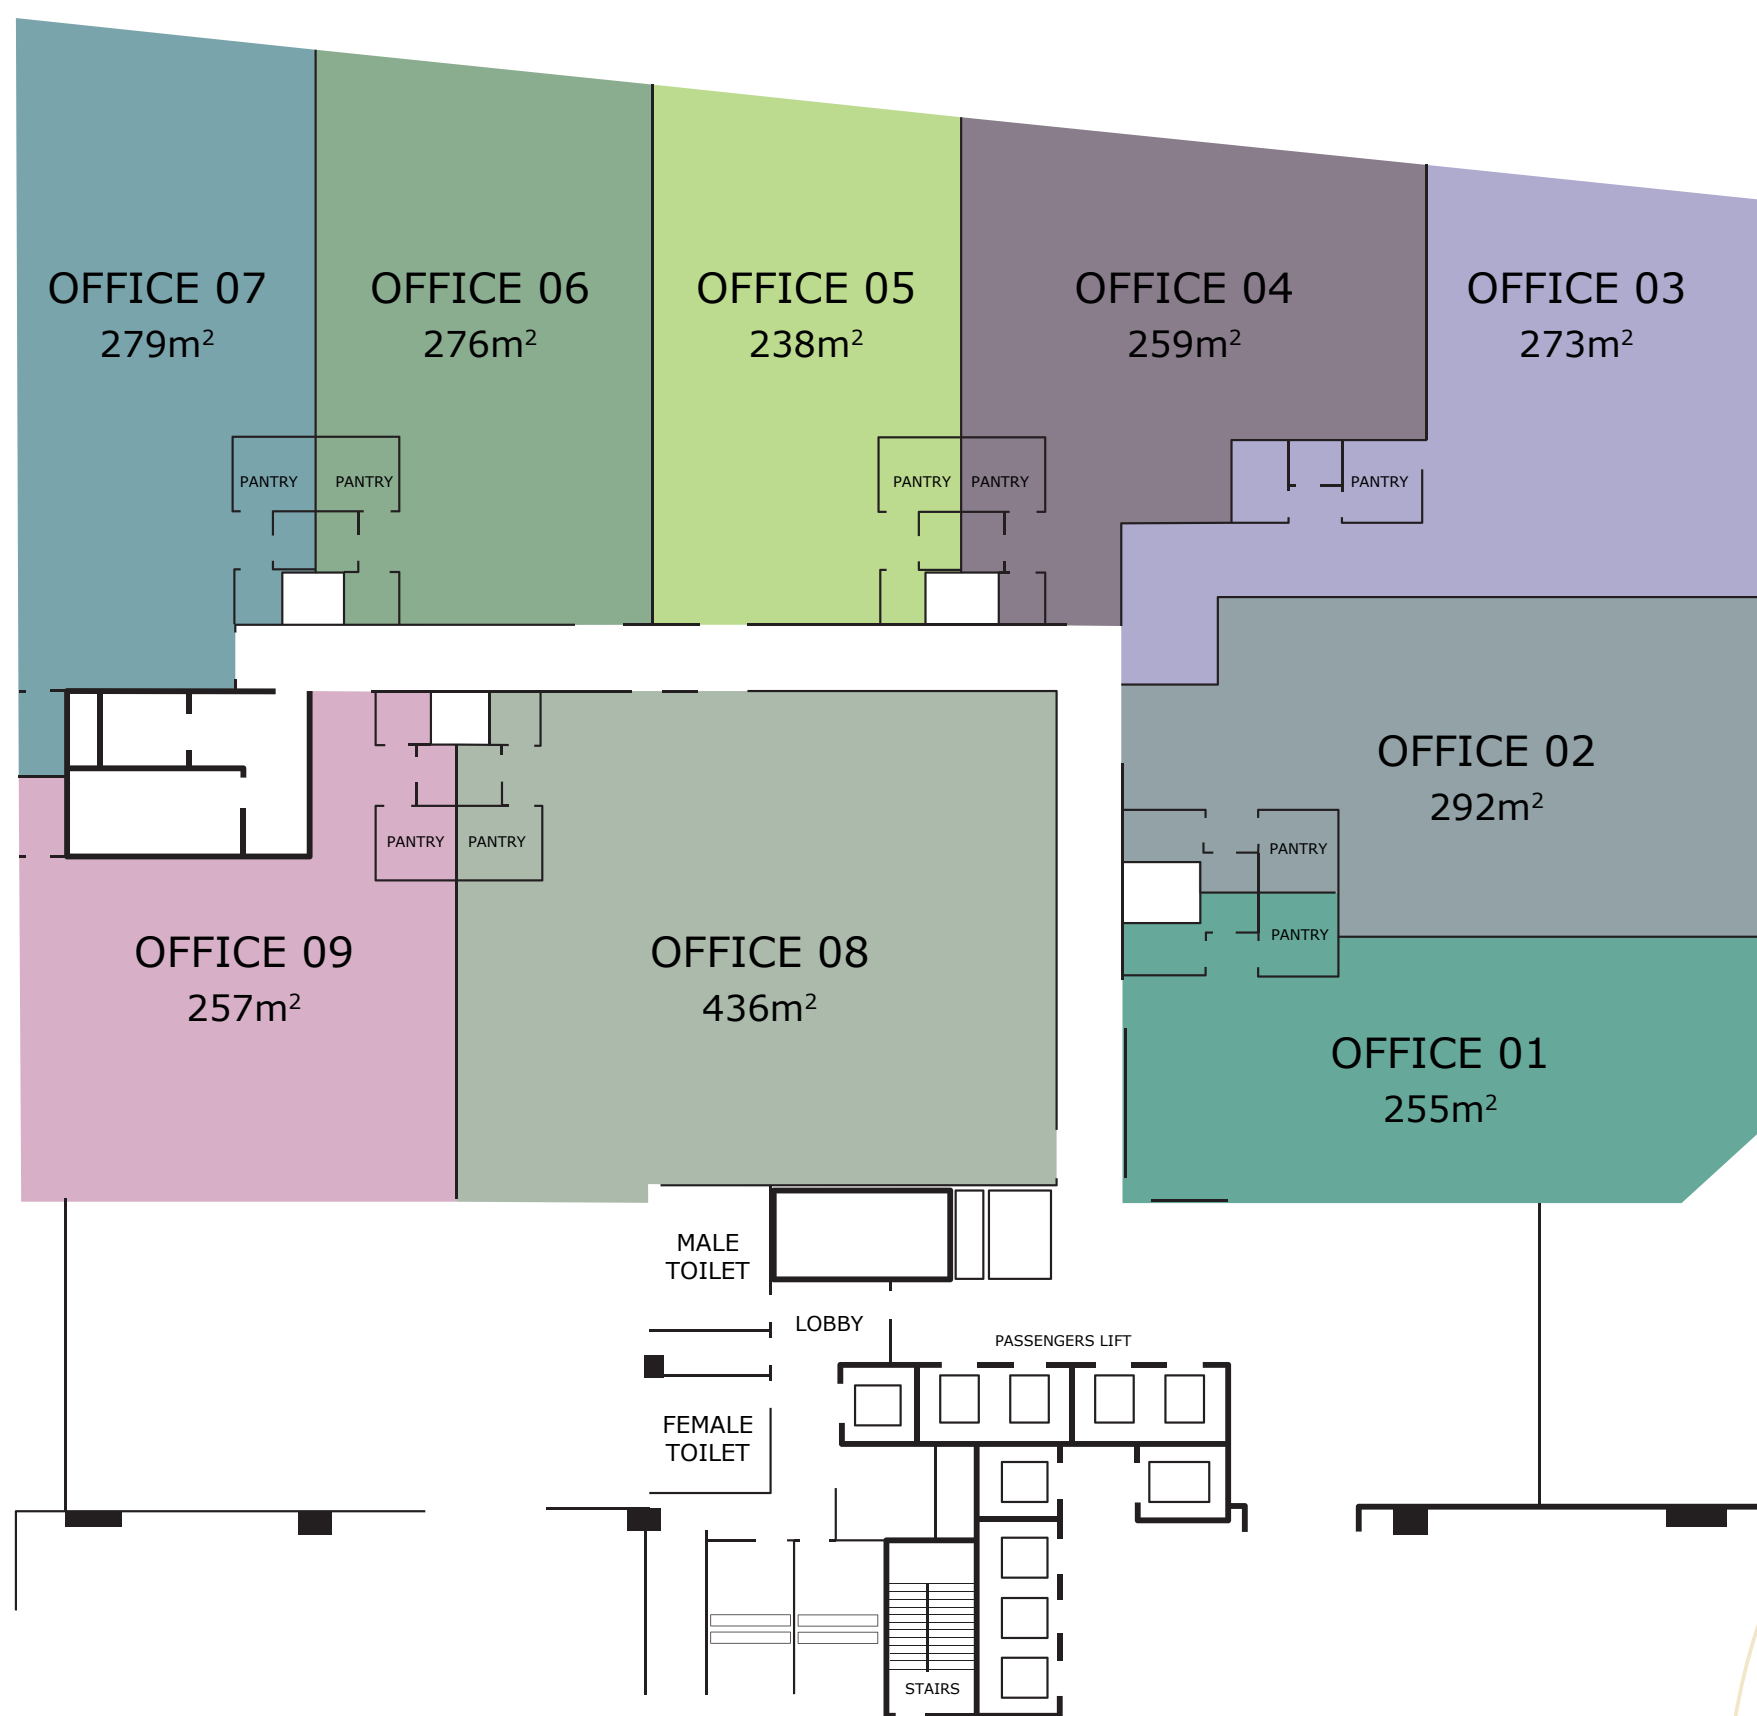 OFFICE 07
279m²
OFFICE 06
276m²
OFFICE 05
238m²
OFFICE 04
259m²
OFFICE 03
273m²
PANTRY
PANTRY
PANTRY
PANTRY
PANTRY
OFFICE 02
292m²
PANTRY
PANTRY
PANTRY
PANTRY
OFFICE 09
257m²
OFFICE 08
436m²
OFFICE 01
255m²
MALE
TOILET
LOBBY
PASSENGERS LIFT
FEMALE
TOILET
STAIRS